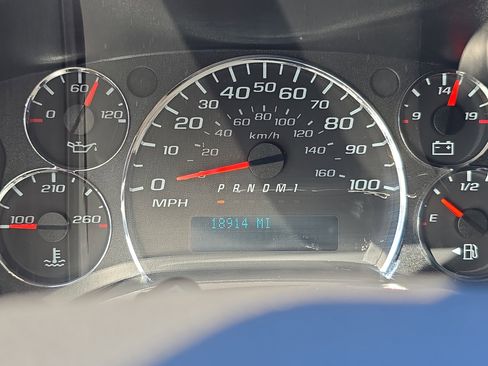 0 60 120
100 210 260
0 10 20 30 40 50 60 70 80 90 100
20 40 60 80 100 120 140 160
km/h
MPH
P R N D M 1
18914 MI
9 14 19
E 1/2